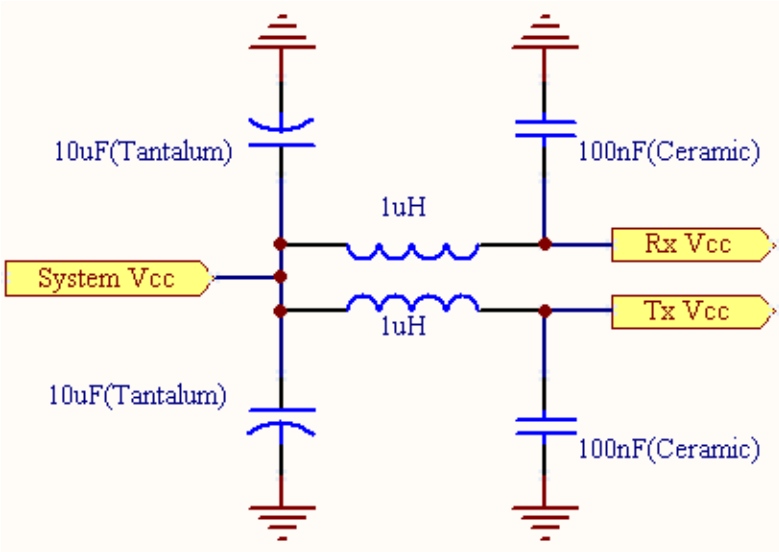 10uF(Tantalum)
100nF(Ceramic)
1uH
Rx Vcc
System Vcc
Tx Vcc
1uH
10uF(Tantalum)
100nF(Ceramic)